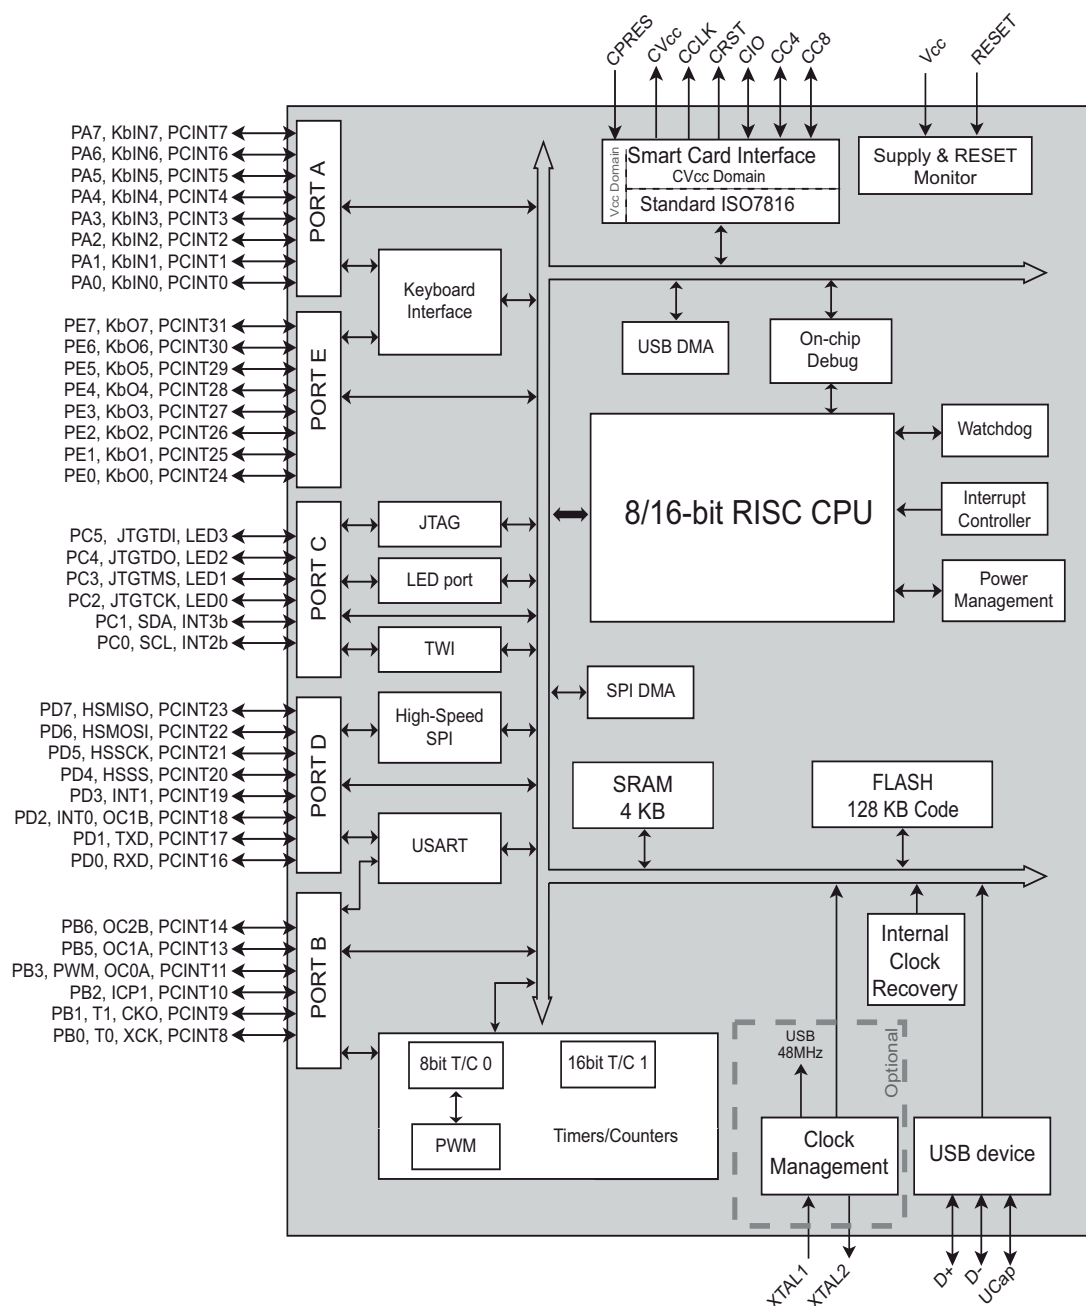 CPRES
CVcc
CCLK
CRST
CIO
CC4
CC8
Vcc
RESET
PA7, KbIN7, PCINT7
PA6, KbIN6, PCINT6
PA5, KbIN5, PCINT5
PA4, KbIN4, PCINT4
PA3, KbIN3, PCINT3
PA2, KbIN2, PCINT2
PA1, KbIN1, PCINT1
PA0, KbIN0, PCINT0
PORT A
Vcc Domain
Smart Card Interface
CVcc Domain
Standard ISO7816
Supply & RESET
Monitor
Keyboard
Interface
PE7, KbO7, PCINT31
PE6, KbO6, PCINT30
PE5, KbO5, PCINT29
PE4, KbO4, PCINT28
PE3, KbO3, PCINT27
PE2, KbO2, PCINT26
PE1, KbO1, PCINT25
PE0, KbO0, PCINT24
PORT E
USB DMA
On-chip
Debug
8/16-bit RISC CPU
Watchdog
Interrupt
Controller
Power
Management
PC5, JTGTDI, LED3
PC4, JTGTDO, LED2
PC3, JTGTMS, LED1
PC2, JTGTCK, LED0
PC1, SDA, INT3b
PC0, SCL, INT2b
PORT C
JTAG
LED port
TWI
SPI DMA
PD7, HSMISO, PCINT23
PD6, HSMOSI, PCINT22
PD5, HSSCK, PCINT21
PD4, HSSS, PCINT20
PD3, INT1, PCINT19
PD2, INT0, OC1B, PCINT18
PD1, TXD, PCINT17
PD0, RXD, PCINT16
PORT D
High-Speed
SPI
USART
SRAM
4 KB
FLASH
128 KB Code
PB6, OC2B, PCINT14
PB5, OC1A, PCINT13
PB3, PWM, OC0A, PCINT11
PB2, ICP1, PCINT10
PB1, T1, CKO, PCINT9
PB0, T0, XCK, PCINT8
PORT B
Internal
Clock
Recovery
8bit T/C 0
16bit T/C 1
PWM
Timers/Counters
USB
48MHz
Optional
Clock
Management
USB device
XTAL1
XTAL2
D+
D-
UCap